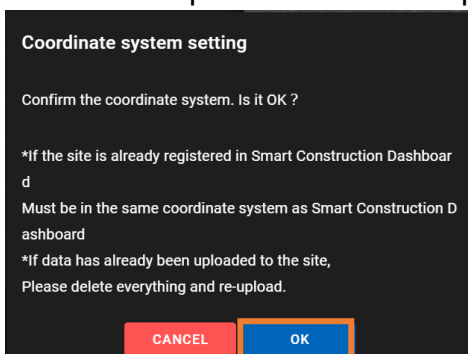 Coordinate system setting
Confirm the coordinate system. Is it OK ?
*If the site is already registered in Smart Construction Dashboar
d
Must be in the same coordinate system as Smart Construction D
ashboard
*If data has already been uploaded to the site,
Please delete everything and re-upload.
CANCEL OK